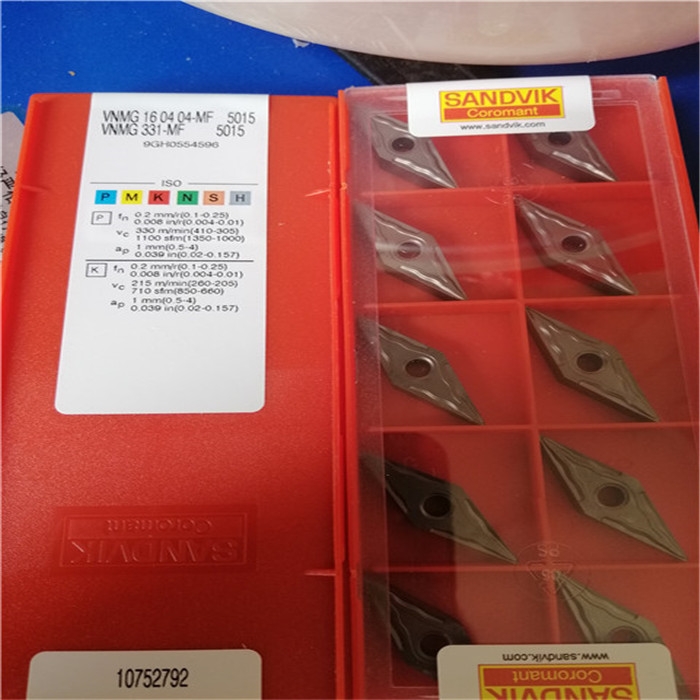 VNMG 16 04 04-MF 5015
VNMG 331-MF 5015
9GH0554596
ISO
P M K N S H
P fn 0.2 mm/r(0.1-0.25)
0.008 in/r(0.004-0.01)
vc 330 m/min(410-305)
1100 sfm(1350-1000)
ap 1 mm(0.5-4)
0.039 in(0.02-0.157)
K fn 0.2 mm/r(0.1-0.25)
0.008 in/r(0.004-0.01)
vc 215 m/min(260-205)
710 sfm(850-660)
ap 1 mm(0.5-4)
0.039 in(0.02-0.157)
SANDVIK
Coromant
10752792
SANDVIK
Coromant
www.sandvik.com
PS
www.sandvik.com
SANDVIK
Coromant